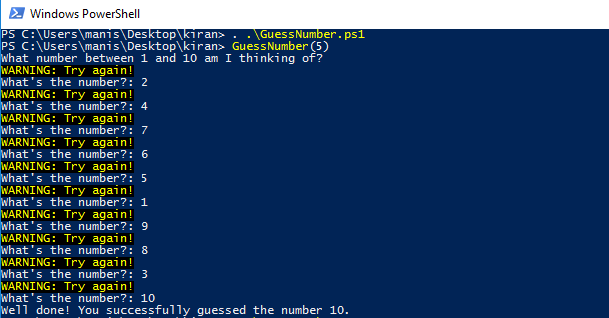 Windows PowerShell
PS C:\Users\manis\Desktop\kiran> . .\GuessNumber.ps1
PS C:\Users\manis\Desktop\kiran> GuessNumber(5)
What number between 1 and 10 am I thinking of?
WARNING: Try again!
What's the number?: 2
WARNING: Try again!
What's the number?: 4
WARNING: Try again!
What's the number?: 7
WARNING: Try again!
What's the number?: 6
WARNING: Try again!
What's the number?: 5
WARNING: Try again!
What's the number?: 1
WARNING: Try again!
What's the number?: 9
WARNING: Try again!
What's the number?: 8
WARNING: Try again!
What's the number?: 3
WARNING: Try again!
What's the number?: 10
Well done! You successfully guessed the number 10.